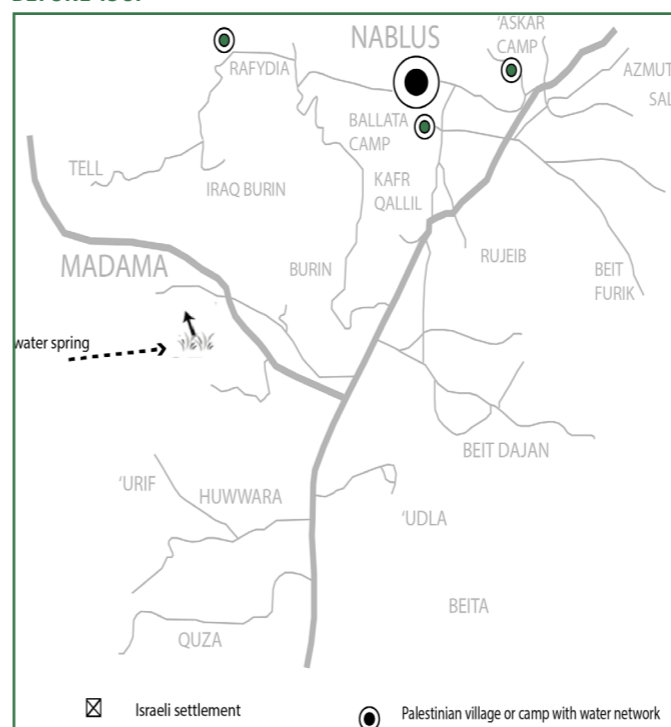 NABLUS
'ASKAR
CAMP
RAFYDIA
AZMUT
SAL
BALLATA
CAMP
TELL
IRAQ BURIN
KAFR
QALLIL
MADAMA
BURIN
RUJEIB
BEIT
FURIK
water spring
BEIT DAJAN
'URIF
HUWWARA
'UDLA
BEITA
QUZA
Israeli settlement
Palestinian village or camp with water network